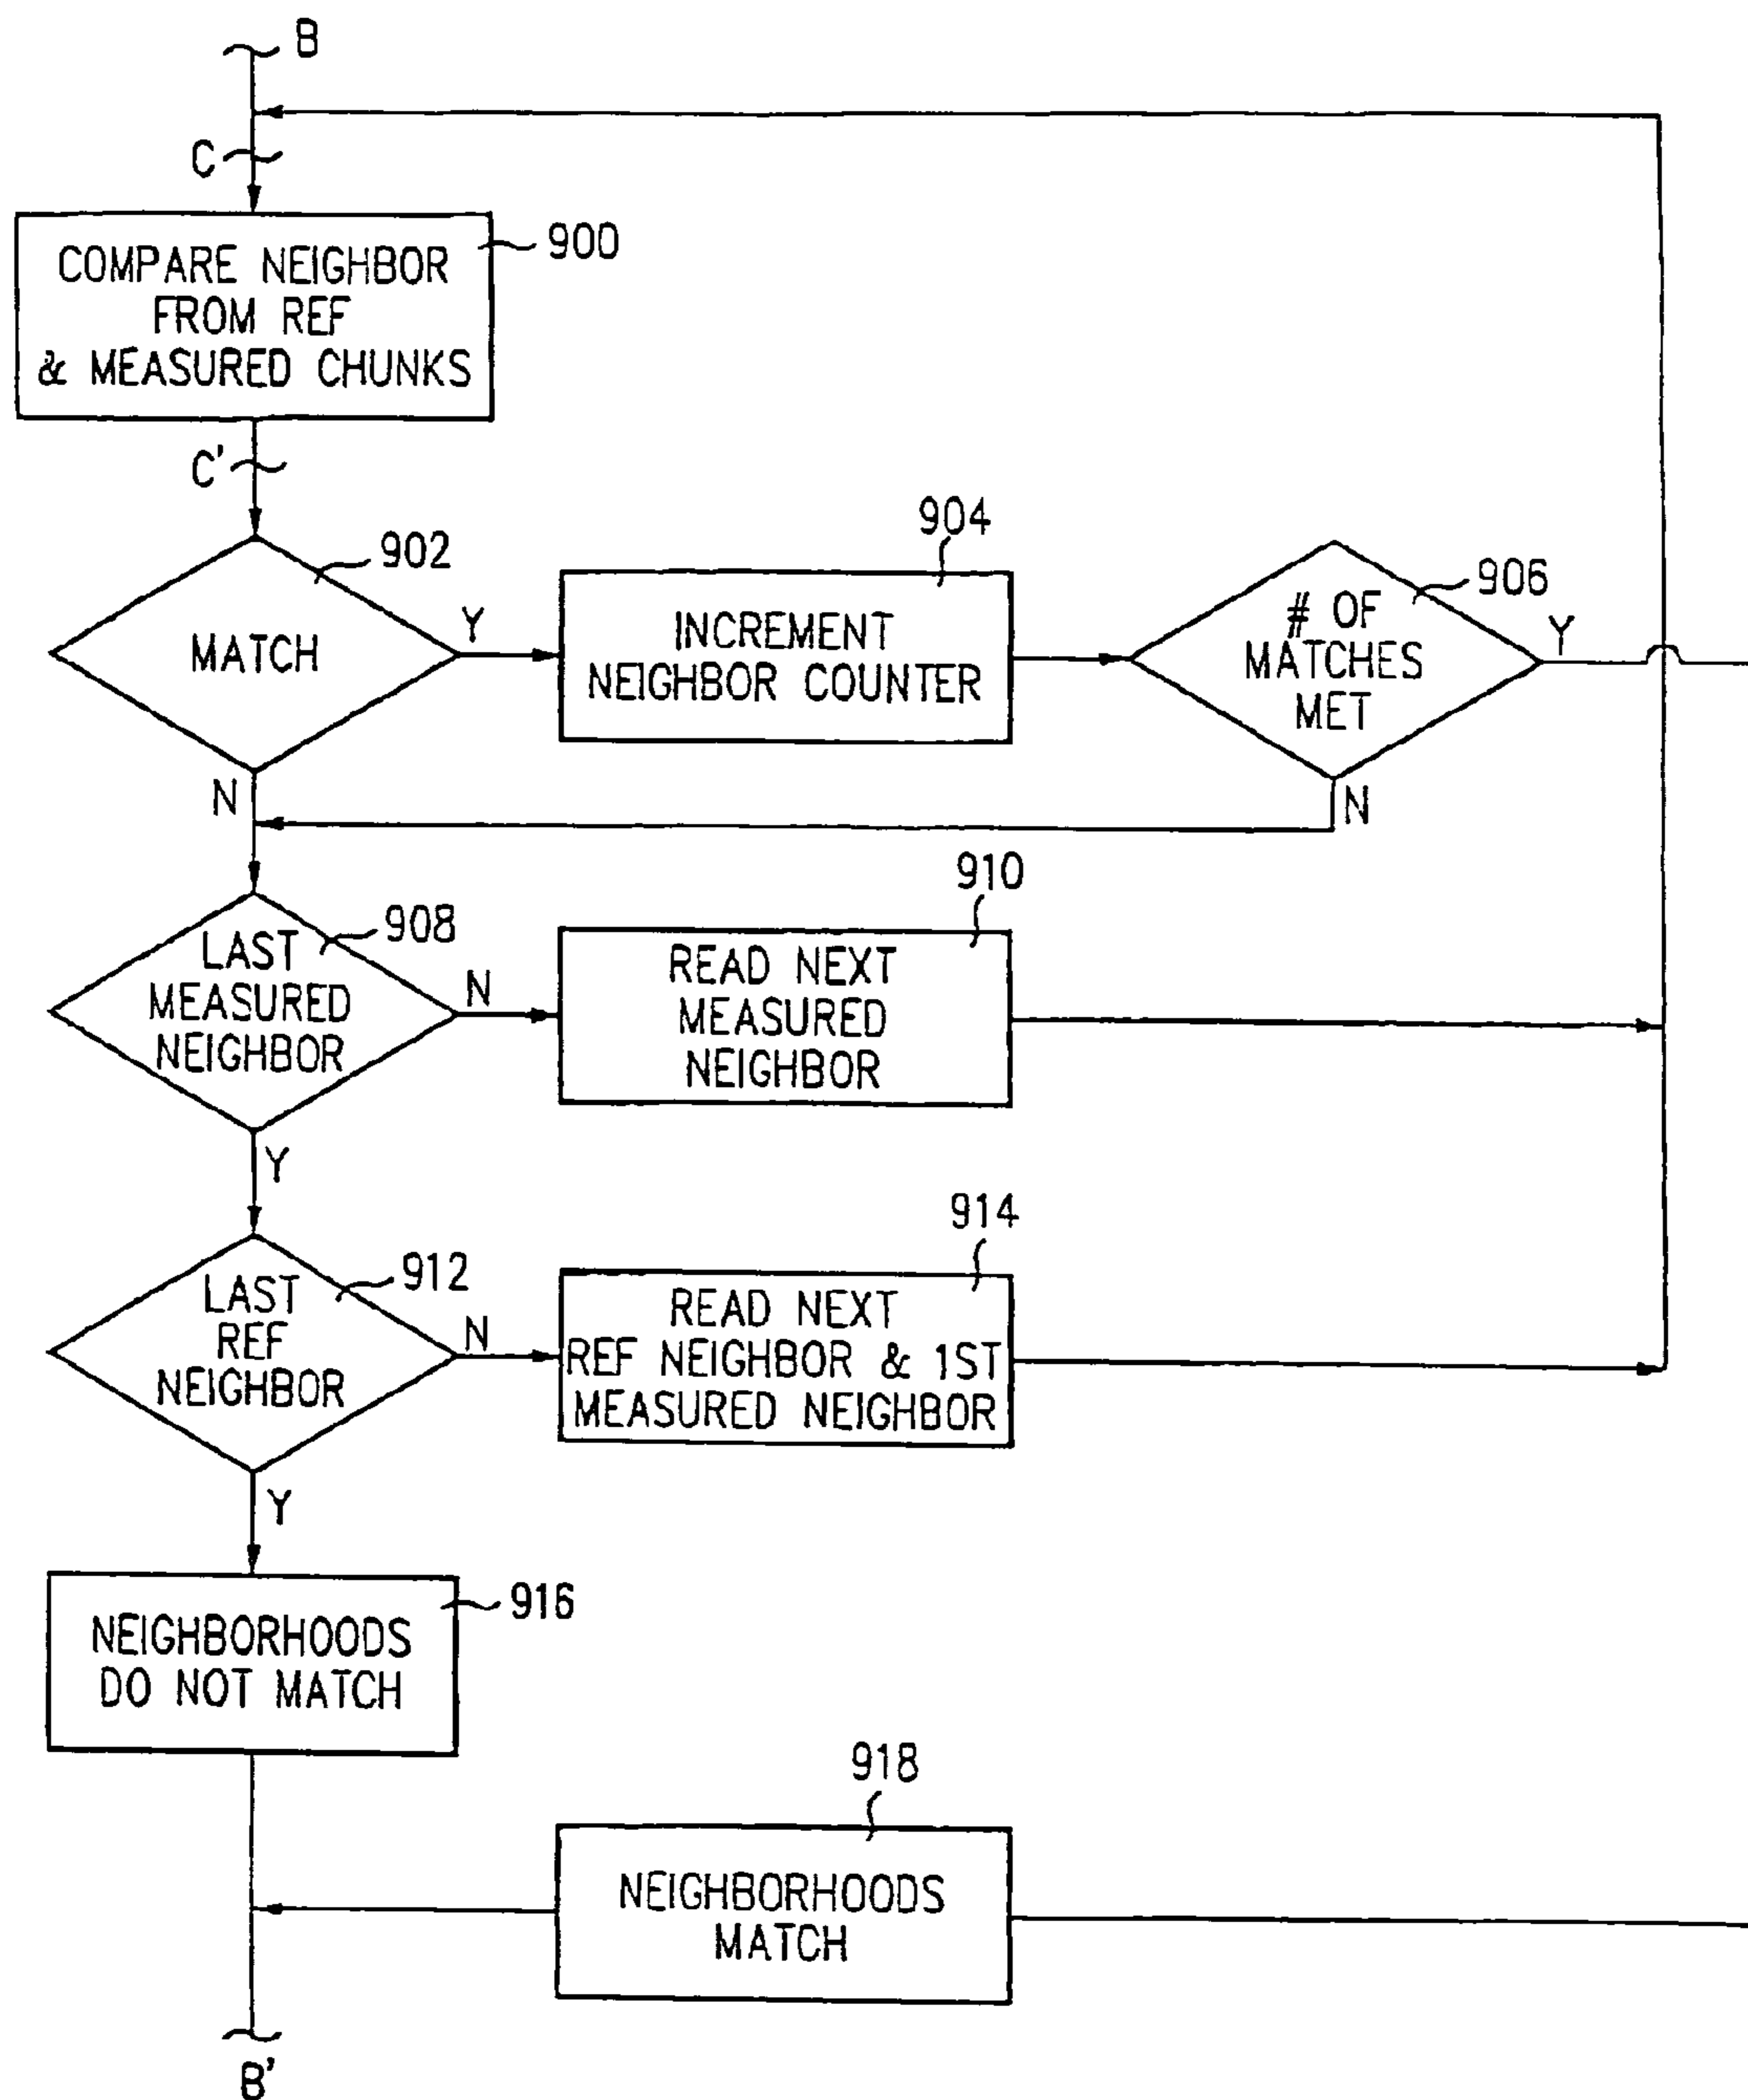 B
C
900
COMPARE NEIGHBOR
FROM REF
& MEASURED CHUNKS
C'
902
MATCH
Y
N
904
INCREMENT
NEIGHBOR COUNTER
906
# OF
MATCHES
MET
Y
N
908
LAST
MEASURED
NEIGHBOR
N
Y
910
READ NEXT
MEASURED
NEIGHBOR
912
LAST
REF
NEIGHBOR
N
Y
914
READ NEXT
REF NEIGHBOR & 1ST
MEASURED NEIGHBOR
916
NEIGHBORHOODS
DO NOT MATCH
918
NEIGHBORHOODS
MATCH
B'